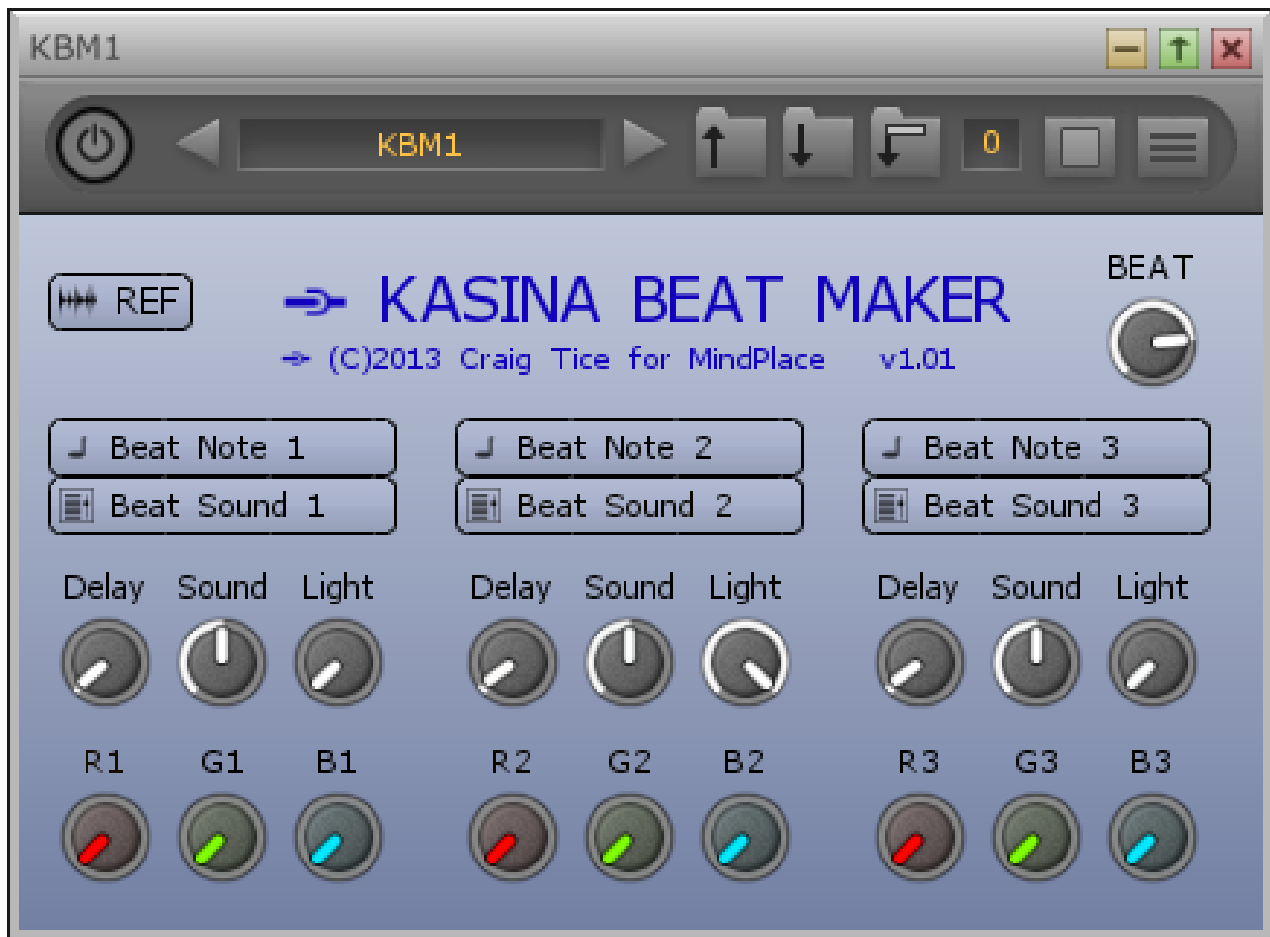 KBM1
KBM1 0
BEAT
REF KASINA BEAT MAKER
(C)2013 Craig Tice for MindPlace v1.01
Beat Note 1 Beat Note 2 Beat Note 3
Beat Sound 1 Beat Sound 2 Beat Sound 3
Delay Sound Light Delay Sound Light Delay Sound Light
R1 G1 B1 R2 G2 B2 R3 G3 B3